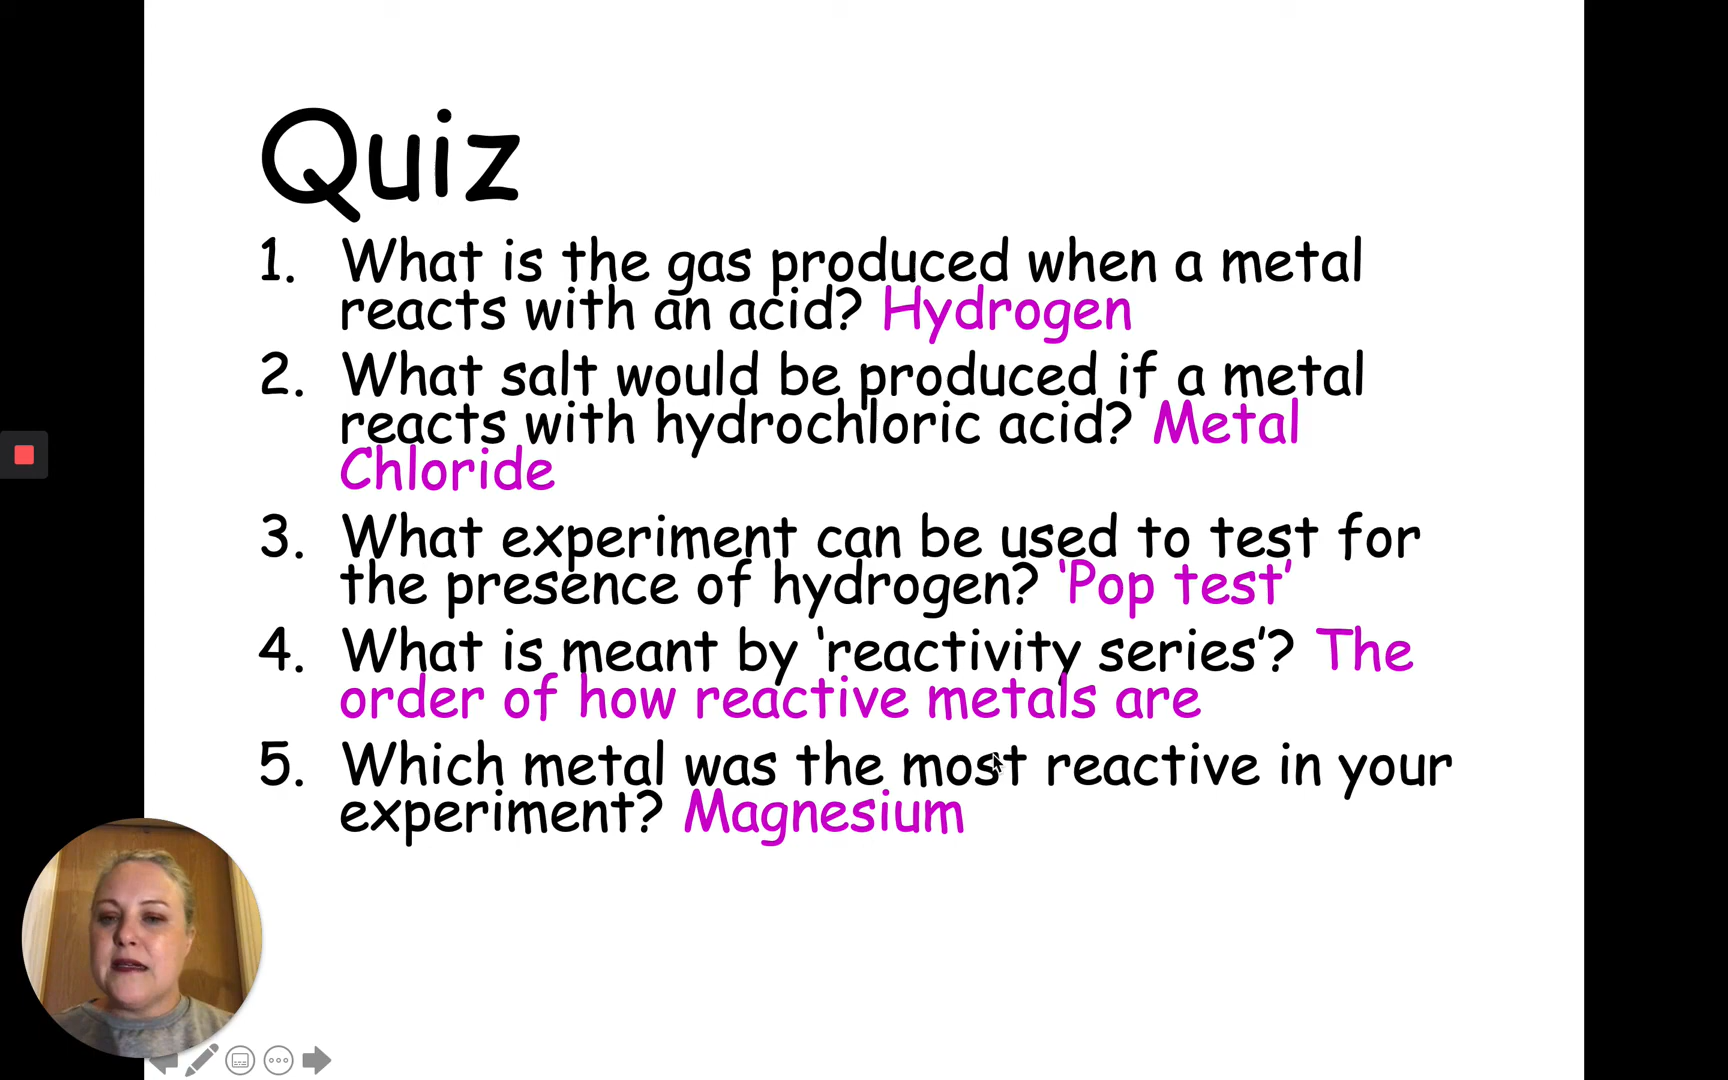 Quiz
1. What is the gas produced when a metal
reacts with an acid? Hydrogen
2. What salt would be produced if a metal
reacts with hydrochloric acid? Metal
Chloride
3. What experiment can be used to test for
the presence of hydrogen? ‘Pop test’
4. What is meant by ‘reactivity series’? The
order of how reactive metals are
5. Which metal was the most reactive in your
experiment? Magnesium